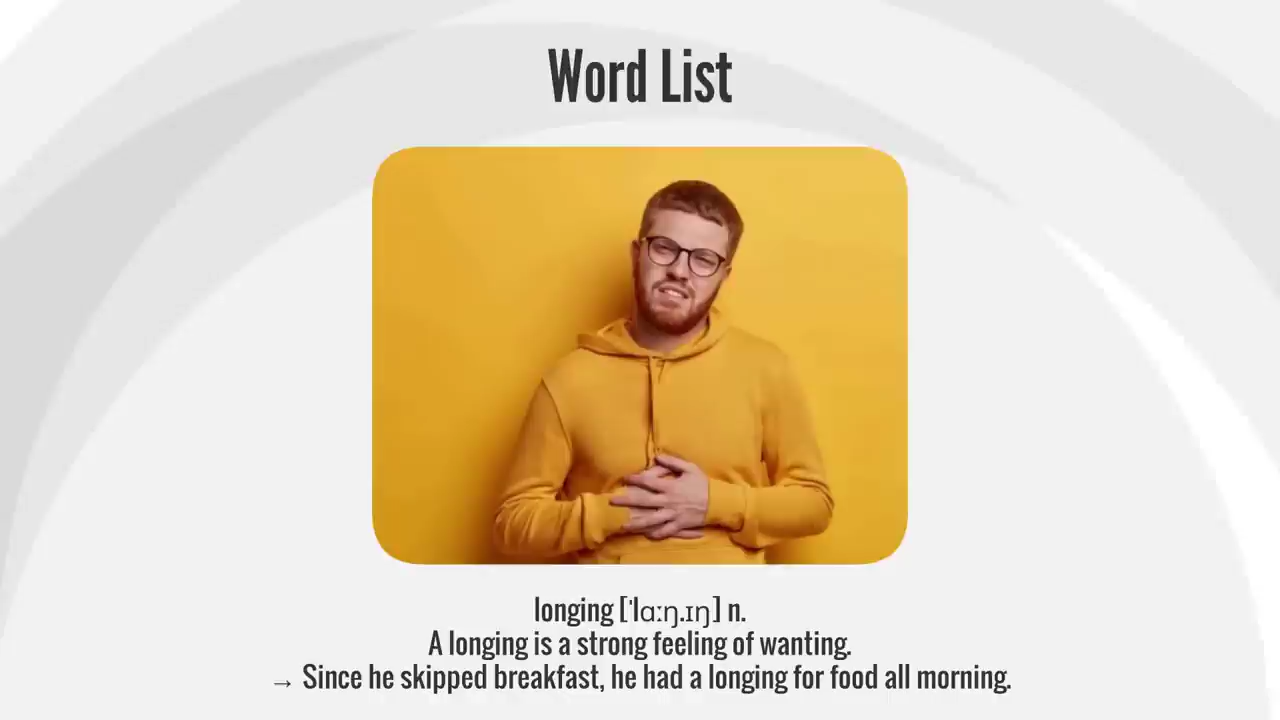 Word List
longing [ˈlɑːŋ.ɪŋ] n.
A longing is a strong feeling of wanting.
→ Since he skipped breakfast, he had a longing for food all morning.